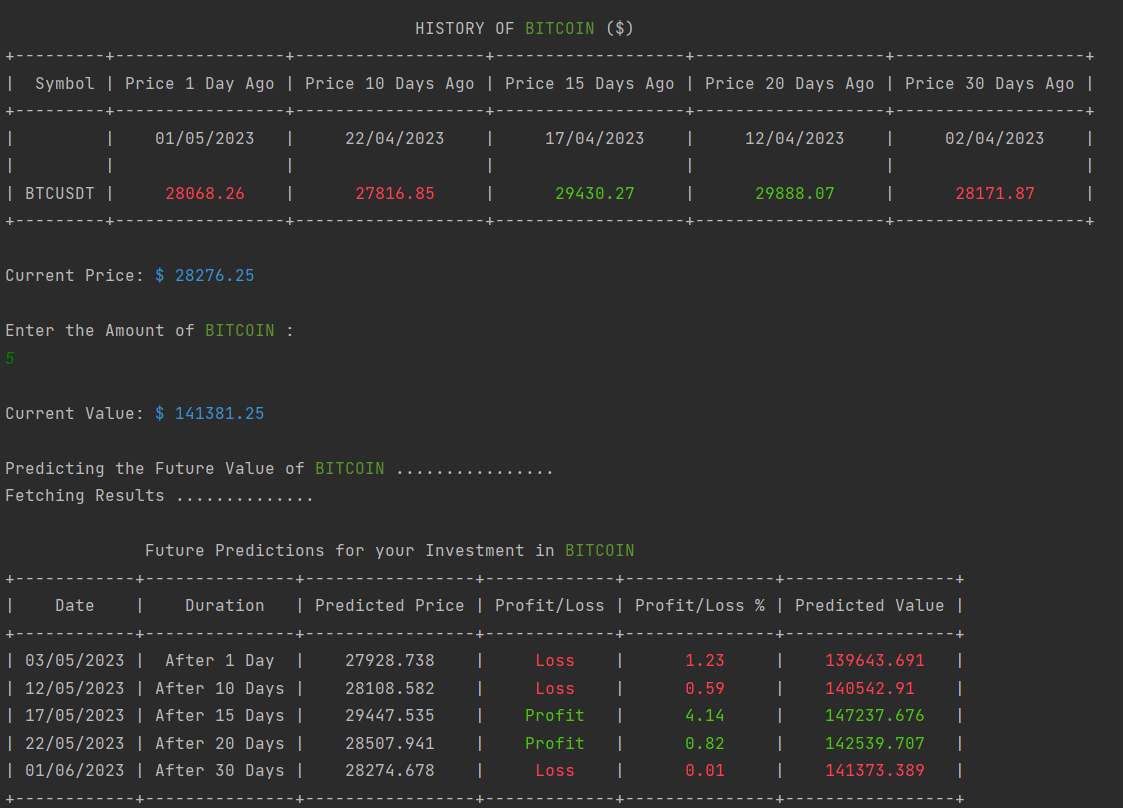 HISTORY OF BITCOIN ($)
+---------+-----------------+-------------------+-------------------+-------------------+-------------------+
|  Symbol | Price 1 Day Ago | Price 10 Days Ago | Price 15 Days Ago | Price 20 Days Ago | Price 30 Days Ago |
+---------+-----------------+-------------------+-------------------+-------------------+-------------------+
|         |    01/05/2023   |     22/04/2023    |     17/04/2023    |     12/04/2023    |     02/04/2023    |
|         |                 |                   |                   |                   |                   |
| BTCUSDT |     28068.26    |      27816.85     |      29430.27     |      29888.07     |      28171.87     |
+---------+-----------------+-------------------+-------------------+-------------------+-------------------+
Current Price: $ 28276.25
Enter the Amount of BITCOIN :
5
Current Value: $ 141381.25
Predicting the Future Value of BITCOIN ................
Fetching Results ..............
Future Predictions for your Investment in BITCOIN
+------------+---------------+-----------------+-------------+---------------+-----------------+
|    Date    |    Duration   | Predicted Price | Profit/Loss | Profit/Loss % | Predicted Value |
+------------+---------------+-----------------+-------------+---------------+-----------------+
| 03/05/2023 |  After 1 Day  |    27928.738    |     Loss    |      1.23     |    139643.691   |
| 12/05/2023 | After 10 Days |    28108.582    |     Loss    |      0.59     |    140542.91    |
| 17/05/2023 | After 15 Days |    29447.535    |    Profit   |      4.14     |    147237.676   |
| 22/05/2023 | After 20 Days |    28507.941    |    Profit   |      0.82     |    142539.707   |
| 01/06/2023 | After 30 Days |    28274.678    |     Loss    |      0.01     |    141373.389   |
+------------+---------------+-----------------+-------------+---------------+-----------------+